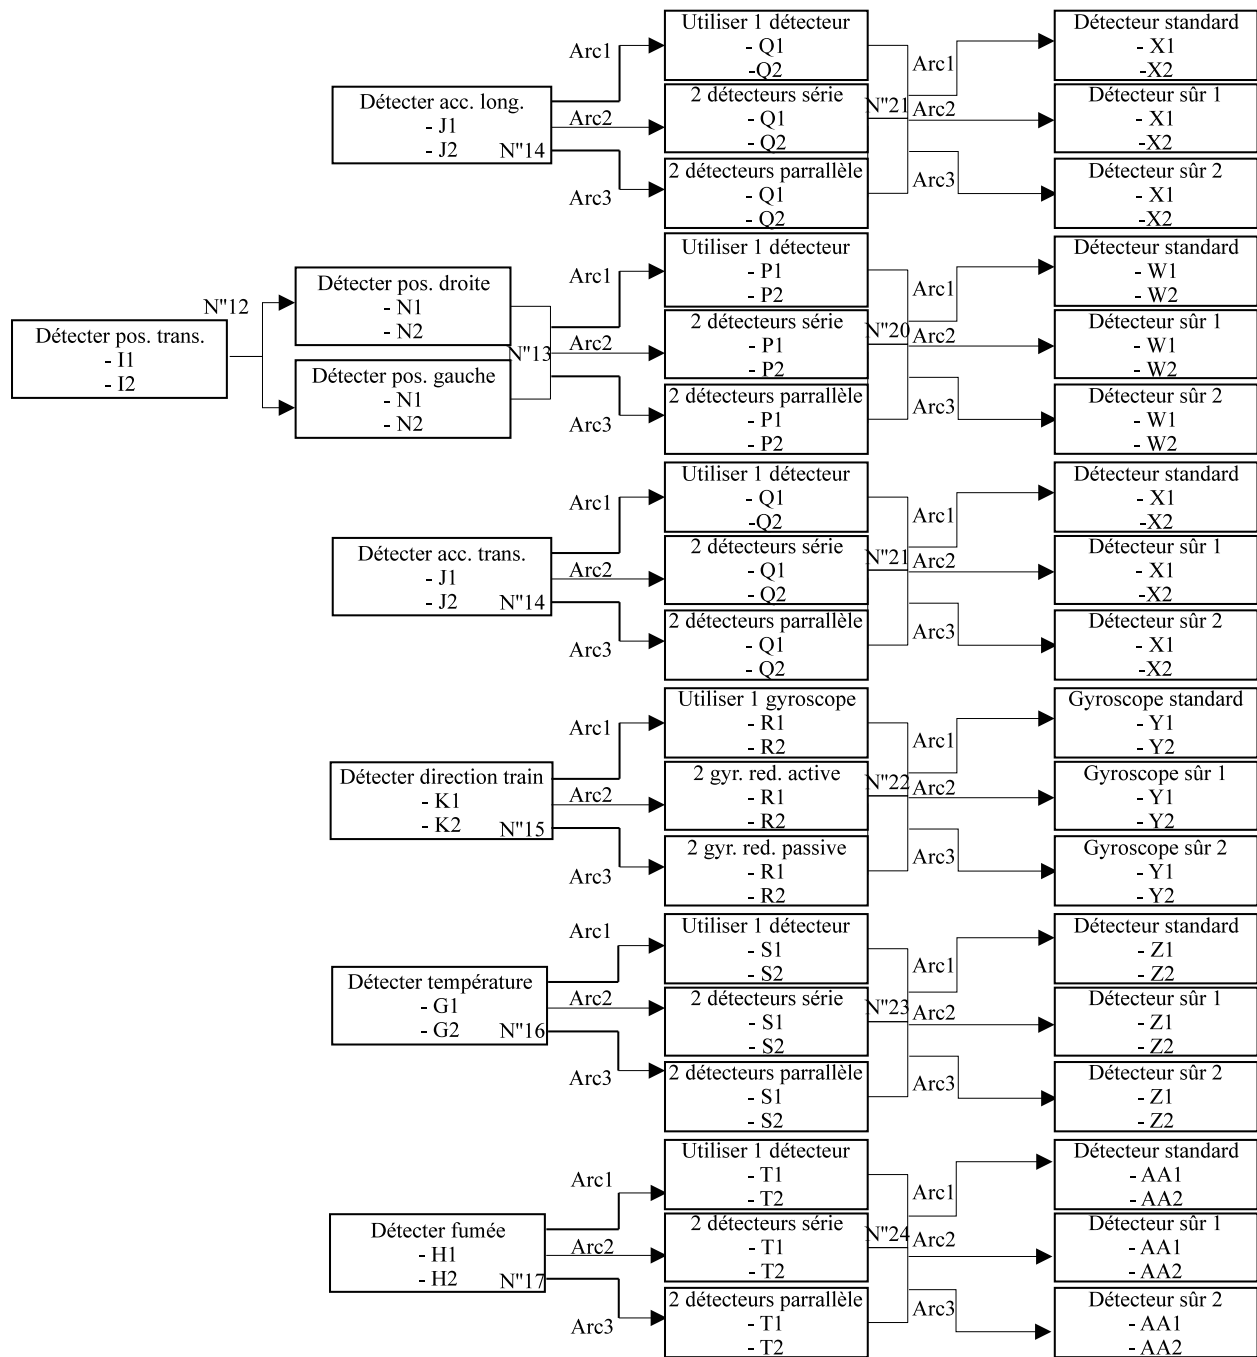 Utiliser 1 détecteur
- Q1
-Q2
Détecteur standard
- X1
-X2
Arc1
Arc1
Détecter acc. long.
- J1
- J2
N"14
Arc2
2 détecteurs série
- Q1
- Q2
N"21
Arc2
Détecteur sûr 1
- X1
-X2
Arc3
2 détecteurs parrallèle
- Q1
- Q2
Arc3
Détecteur sûr 2
- X1
-X2
Utiliser 1 détecteur
- P1
- P2
Détecteur standard
- W1
- W2
Arc1
Arc1
N"12
Détecter pos. droite
- N1
- N2
Détecter pos. trans.
- I1
- I2
N"13
Arc2
2 détecteurs série
- P1
- P2
N"20
Arc2
Détecteur sûr 1
- W1
- W2
Détecter pos. gauche
- N1
- N2
Arc3
2 détecteurs parrallèle
- P1
- P2
Arc3
Détecteur sûr 2
- W1
- W2
Utiliser 1 détecteur
- Q1
-Q2
Détecteur standard
- X1
-X2
Arc1
Arc1
Détecter acc. trans.
- J1
- J2
N"14
Arc2
2 détecteurs série
- Q1
- Q2
N"21
Arc2
Détecteur sûr 1
- X1
-X2
Arc3
2 détecteurs parrallèle
- Q1
- Q2
Arc3
Détecteur sûr 2
- X1
-X2
Utiliser 1 gyroscope
- R1
- R2
Gyroscope standard
- Y1
- Y2
Arc1
Arc1
Détecter direction train
- K1
- K2
N"15
Arc2
2 gyr. red. active
- R1
- R2
N"22
Arc2
Gyroscope sûr 1
- Y1
- Y2
Arc3
2 gyr. red. passive
- R1
- R2
Arc3
Gyroscope sûr 2
- Y1
- Y2
Utiliser 1 détecteur
- S1
- S2
Détecteur standard
- Z1
- Z2
Arc1
Arc1
Détecter température
- G1
- G2
N"16
Arc2
2 détecteurs série
- S1
- S2
N"23
Arc2
Détecteur sûr 1
- Z1
- Z2
Arc3
2 détecteurs parrallèle
- S1
- S2
Arc3
Détecteur sûr 2
- Z1
- Z2
Utiliser 1 détecteur
- T1
- T2
Détecteur standard
- AA1
- AA2
Arc1
Arc1
Détecter fumée
- H1
- H2
N"17
Arc2
2 détecteurs série
- T1
- T2
N"24
Arc2
Détecteur sûr 1
- AA1
- AA2
Arc3
2 détecteurs parrallèle
- T1
- T2
Arc3
Détecteur sûr 2
- AA1
- AA2